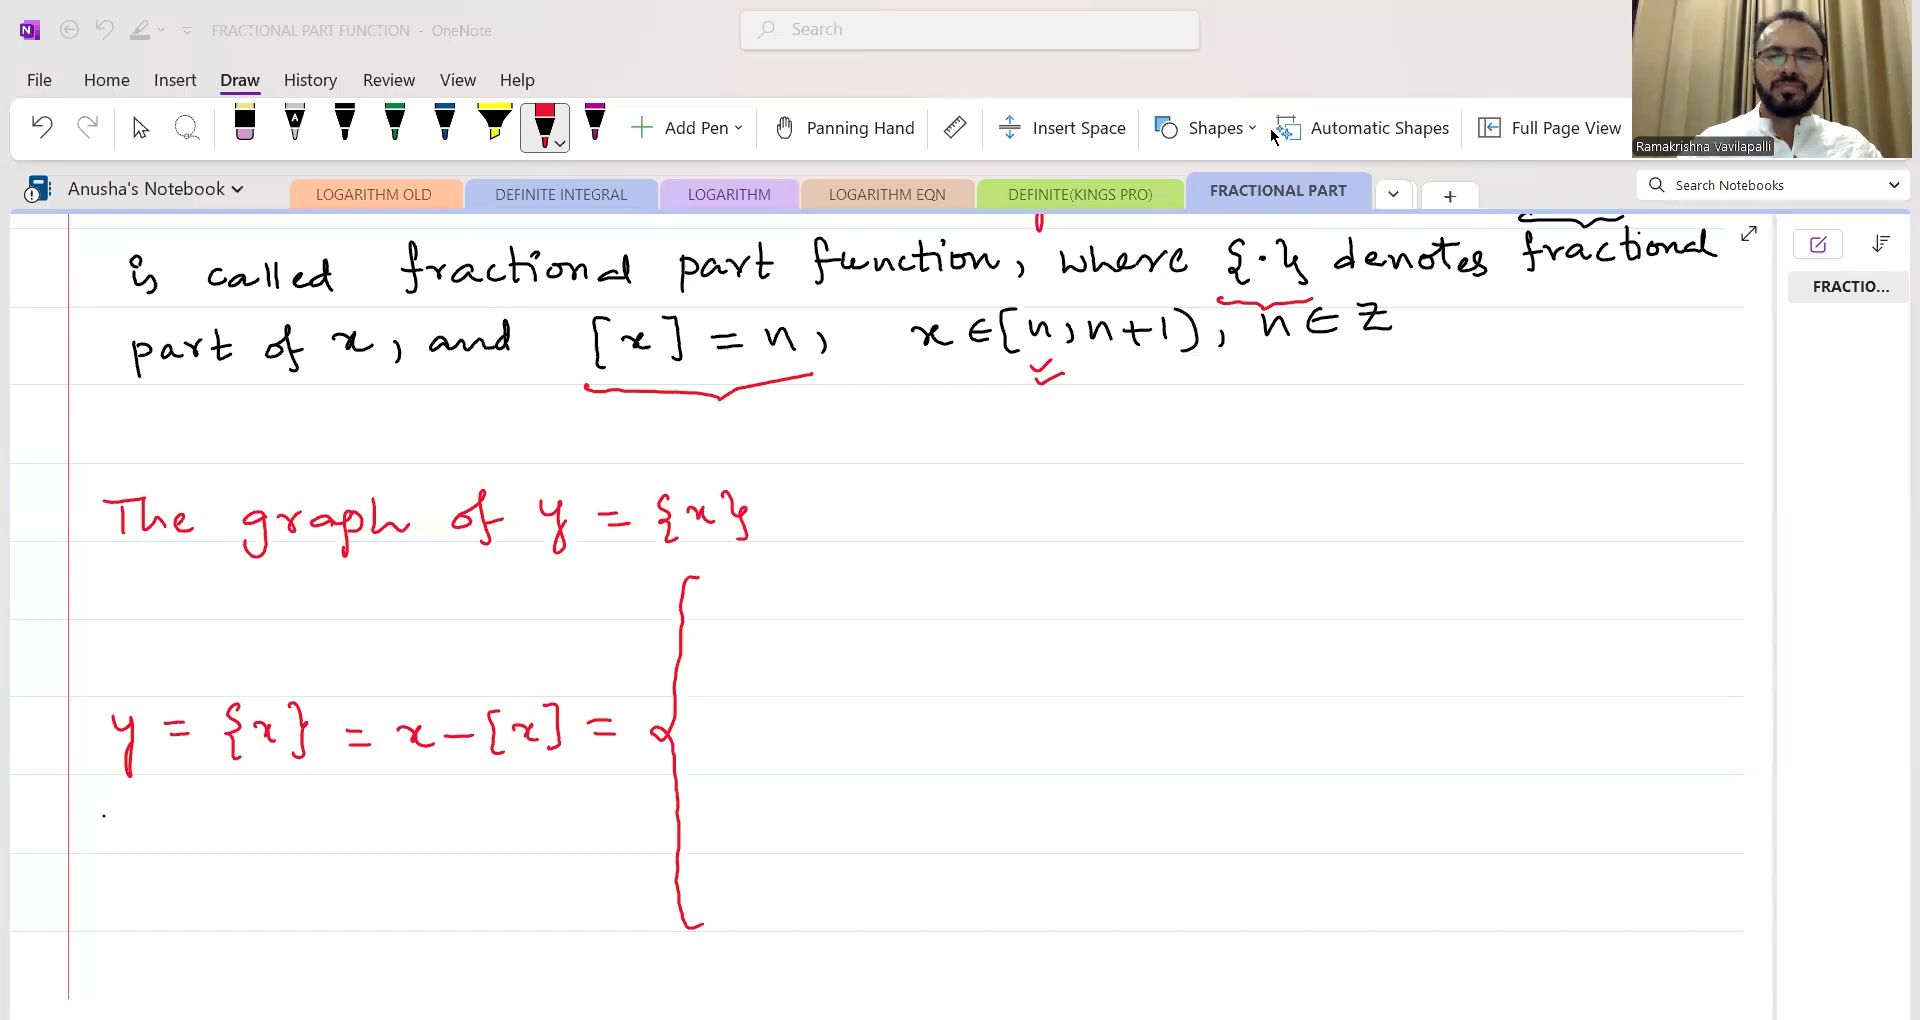 FRACTIONAL PART FUNCTION - OneNote
Search
File Home Insert Draw History Review View Help
Add Pen Panning Hand Insert Space Shapes Automatic Shapes Full Page View
Ramakrishna Vavilapalli
Anusha's Notebook LOGARITHM OLD DEFINITE INTEGRAL LOGARITHM LOGARITHM EQN DEFINITE(KINGS PRO) FRACTIONAL PART
Search Notebooks
FRACTIO...
is called fractional part function, where {·} denotes fractional
part of x, and [x] = n, x ∈ [n, n+1), n ∈ Z
The graph of y = {x}
y = {x} = x - [x] = {